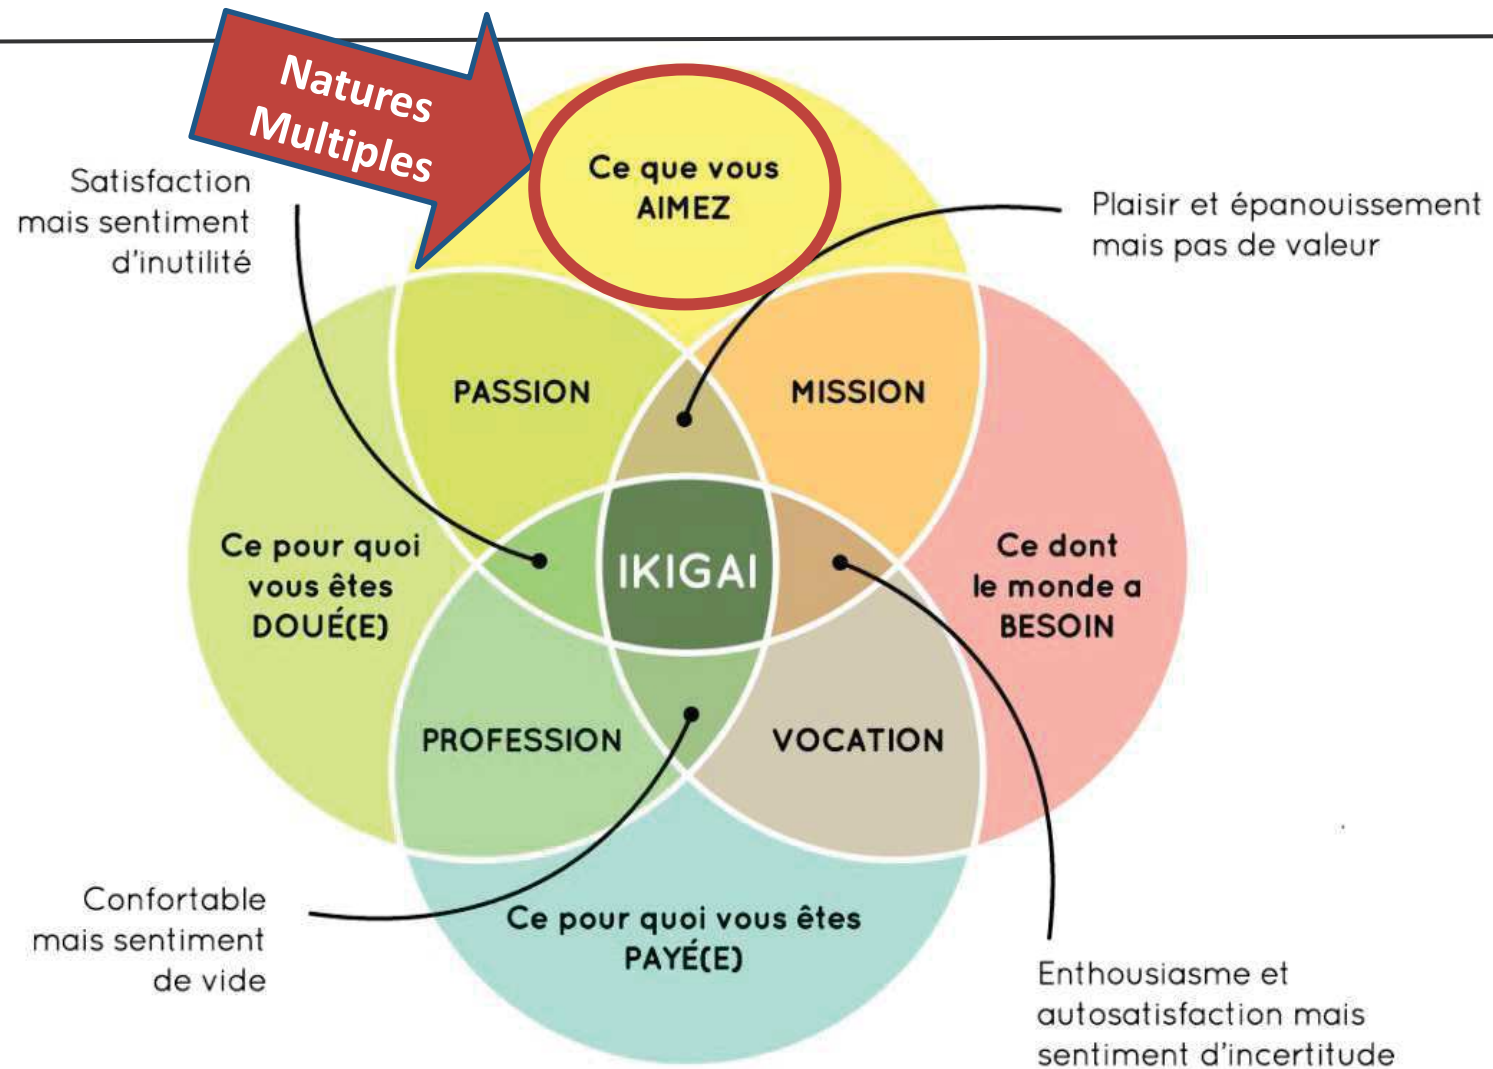 Natures
Multiples
Ce que vous
AIMEZ
Satisfaction
mais sentiment
d'inutilité
Plaisir et épanouissement
mais pas de valeur
PASSION
MISSION
Ce pour quoi
vous êtes
DOUÉ(E)
IKIGAI
Ce dont
le monde a
BESOIN
PROFESSION
VOCATION
Confortable
mais sentiment
de vide
Ce pour quoi vous êtes
PAYÉ(E)
Enthousiasme et
autosatisfaction mais
sentiment d'incertitude